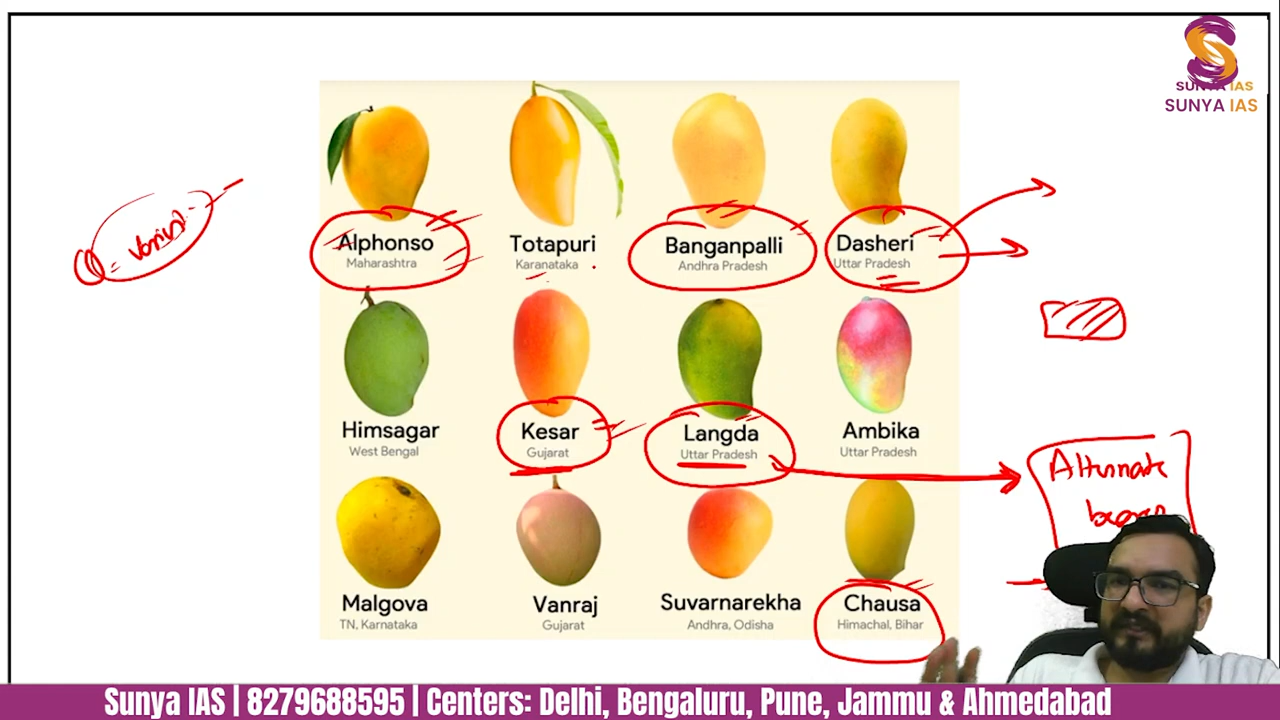 SUNYA IAS
SUNYA IAS
Alphonso
Maharashtra
Totapuri
Karanataka
Banganpalli
Andhra Pradesh
Dasheri
Uttar Pradesh
Himsagar
West Bengal
Kesar
Gujarat
Langda
Uttar Pradesh
Ambika
Uttar Pradesh
Alternate
Malgova
TN, Karnataka
Vanraj
Gujarat
Suvarnarekha
Andhra, Odisha
Chausa
Himachal, Bihar
Sunya IAS | 8279688595 | Centers: Delhi, Bengaluru, Pune, Jammu & Ahmedabad